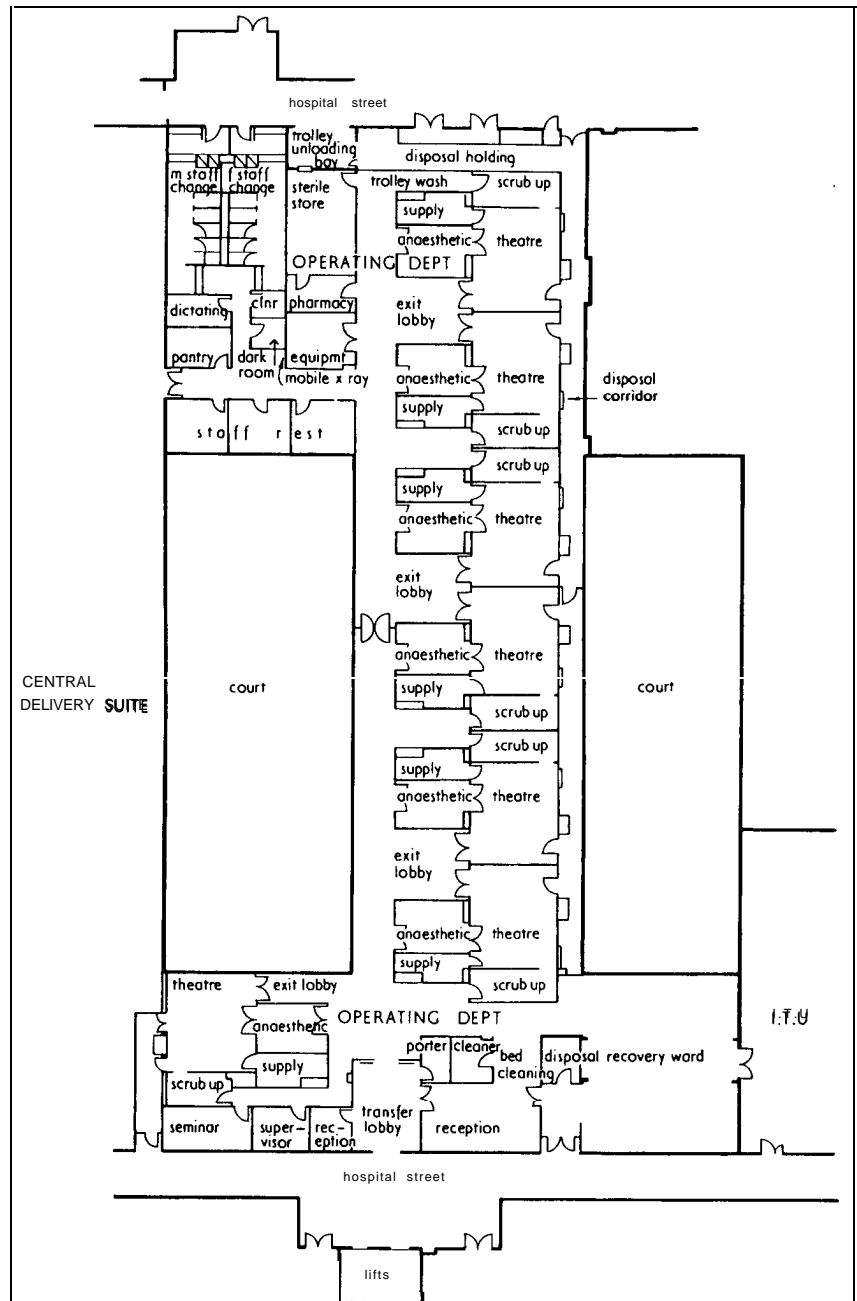 hospital street
trolley
unloading
bay
disposal holding
m staff
change
f staff
change
sterile
store
trolley wash
scrub up
supply
anaesthetic
theatre
OPERATING DEPT
dictating
clnr
pharmacy
exit
lobby
pantry
dark
room
equipmt
mobile x ray
anaesthetic
theatre
disposal
corridor
supply
scrub up
staff rest
scrub up
supply
anaesthetic
theatre
exit
lobby
CENTRAL
DELIVERY SUITE
court
anaesthetic
theatre
court
supply
scrub up
scrub up
supply
anaesthetic
theatre
exit
lobby
anaesthetic
theatre
supply
scrub up
theatre
exit lobby
anaesthetic
OPERATING DEPT
I.T.U
supply
porter
cleaner
bed
cleaning
disposal
recovery ward
scrub up
seminar
super-
visor
rec-
eption
transfer
lobby
reception
hospital street
lifts